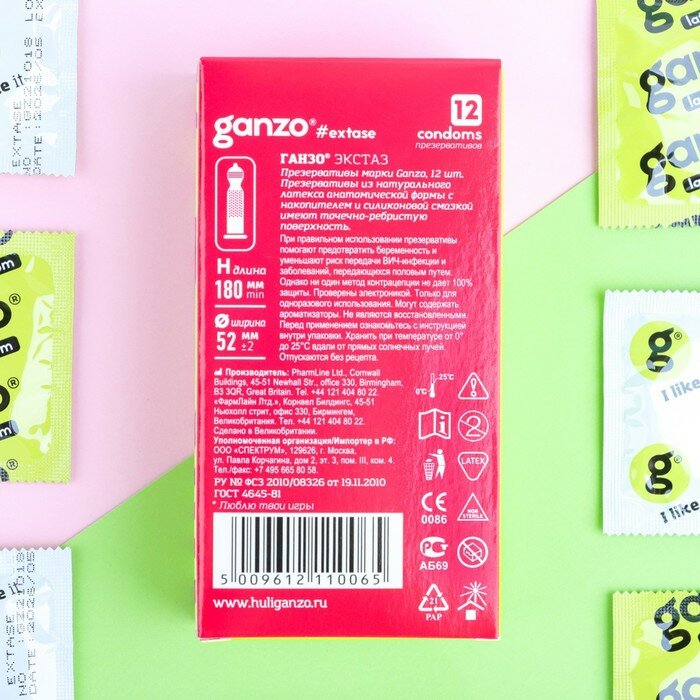 ganzo® #extase
12
condoms
презервативов
ГАНЗО® ЭКСТАЗ
Презервативы марки Ganzo, 12 шт.
Презервативы из натурального
латекса анатомической формы с
накопителем и силиконовой смазкой
имеют точечно-ребристую
поверхность.
При правильном использовании презервативы
помогают предотвратить беременность и
уменьшают риск передачи ВИЧ-инфекции и
заболеваний, передающихся половым путем.
Однако ни один метод контрацепции не дает 100%
защиты. Проверены электроникой. Только для
одноразового использования. Могут содержать
ароматизаторы. Не являются восстановленными.
Перед применением ознакомьтесь с инструкцией
внутри упаковки. Хранить при температуре от 0°
до 25°С вдали от прямых солнечных лучей.
Отпускаются без рецепта.
H длина
180 мм
min
Ø ширина
52 мм
±2
Производитель: PharmLine Ltd., Cornwall
Buildings, 45-51 Newhall Str., office 330, Birmingham,
B3 3QR, Great Britain. Tel. +44 121 404 80 22.
«ФармЛайн Лтд.», Корнвел Билдингс, 45-51
Ньюхолл стрит, офис 330, Бирмингем,
Великобритания. Тел. +44 121 404 80 22.
Сделано в Великобритании.
Уполномоченная организация/Импортер в РФ:
ООО «СПЕКТРУМ», 129626, г. Москва,
ул. Павла Корчагина, дом 2, эт. 3, пом. III, ком. 4.
Тел./факс: +7 495 665 80 58.
РУ № ФСЗ 2010/08326 от 19.11.2010
ГОСТ 4645-81
* Люблю твои игры
5 009612 110065
www.huliganzo.ru
0°C
25°C
2
LATEX
CE
0086
NON
STERILE
РСТ
АБ69
21
PAP
g
I like
g
I like
EXTASE